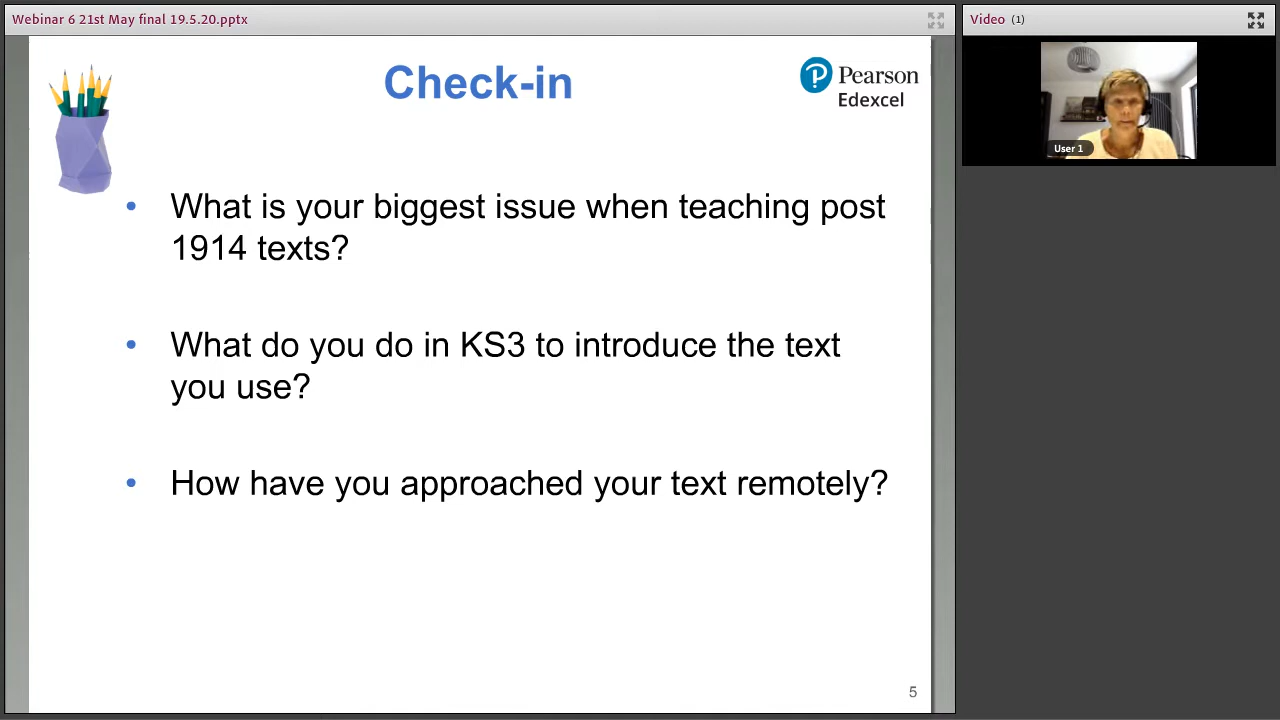 Webinar 6 21st May final 19.5.20.pptx
Video (1)
Check-in
Pearson
Edexcel
User 1
• What is your biggest issue when teaching post
1914 texts?
• What do you do in KS3 to introduce the text
you use?
• How have you approached your text remotely?
5